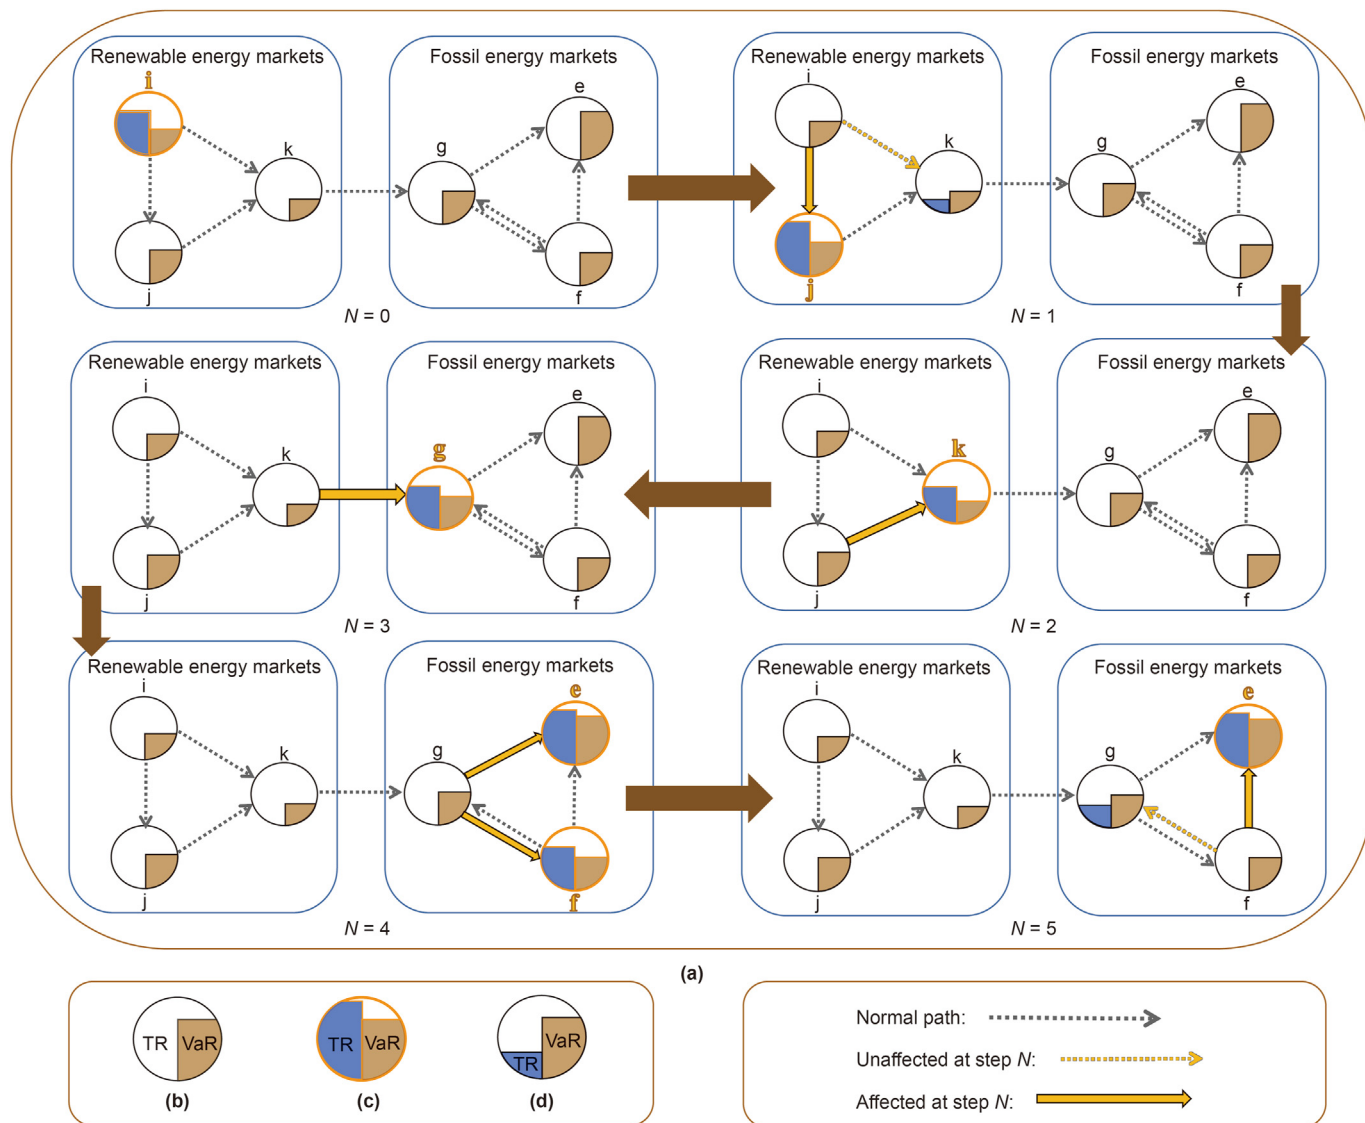 Renewable energy markets
Fossil energy markets
i
k
j
g
e
f
N = 0
Renewable energy markets
Fossil energy markets
i
k
j
g
e
f
N = 1
Renewable energy markets
Fossil energy markets
i
k
j
g
e
f
N = 3
Renewable energy markets
Fossil energy markets
i
k
j
g
e
f
N = 2
Renewable energy markets
Fossil energy markets
i
k
j
g
e
f
N = 4
Renewable energy markets
Fossil energy markets
i
k
j
g
e
f
N = 5
(a)
TR VaR
(b)
TR VaR
(c)
TR VaR
(d)
Normal path:
Unaffected at step N:
Affected at step N: